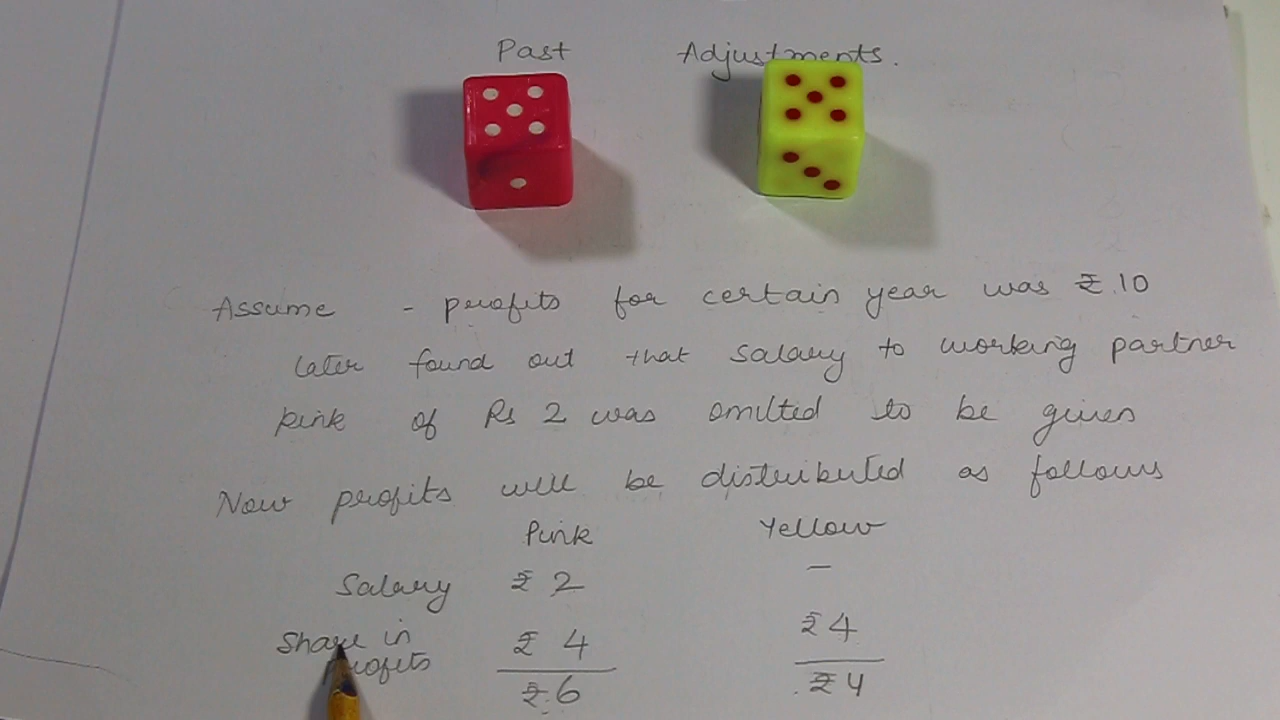 Past Adjustments.
Assume - profits for certain year was ₹ 10
later found out that salary to working partner
pink of Rs 2 was omitted to be given
Now profits will be distributed as follows
Pink Yellow
Salary ₹ 2 -
Share in profits ₹ 4 ₹ 4
₹ 6 ₹ 4